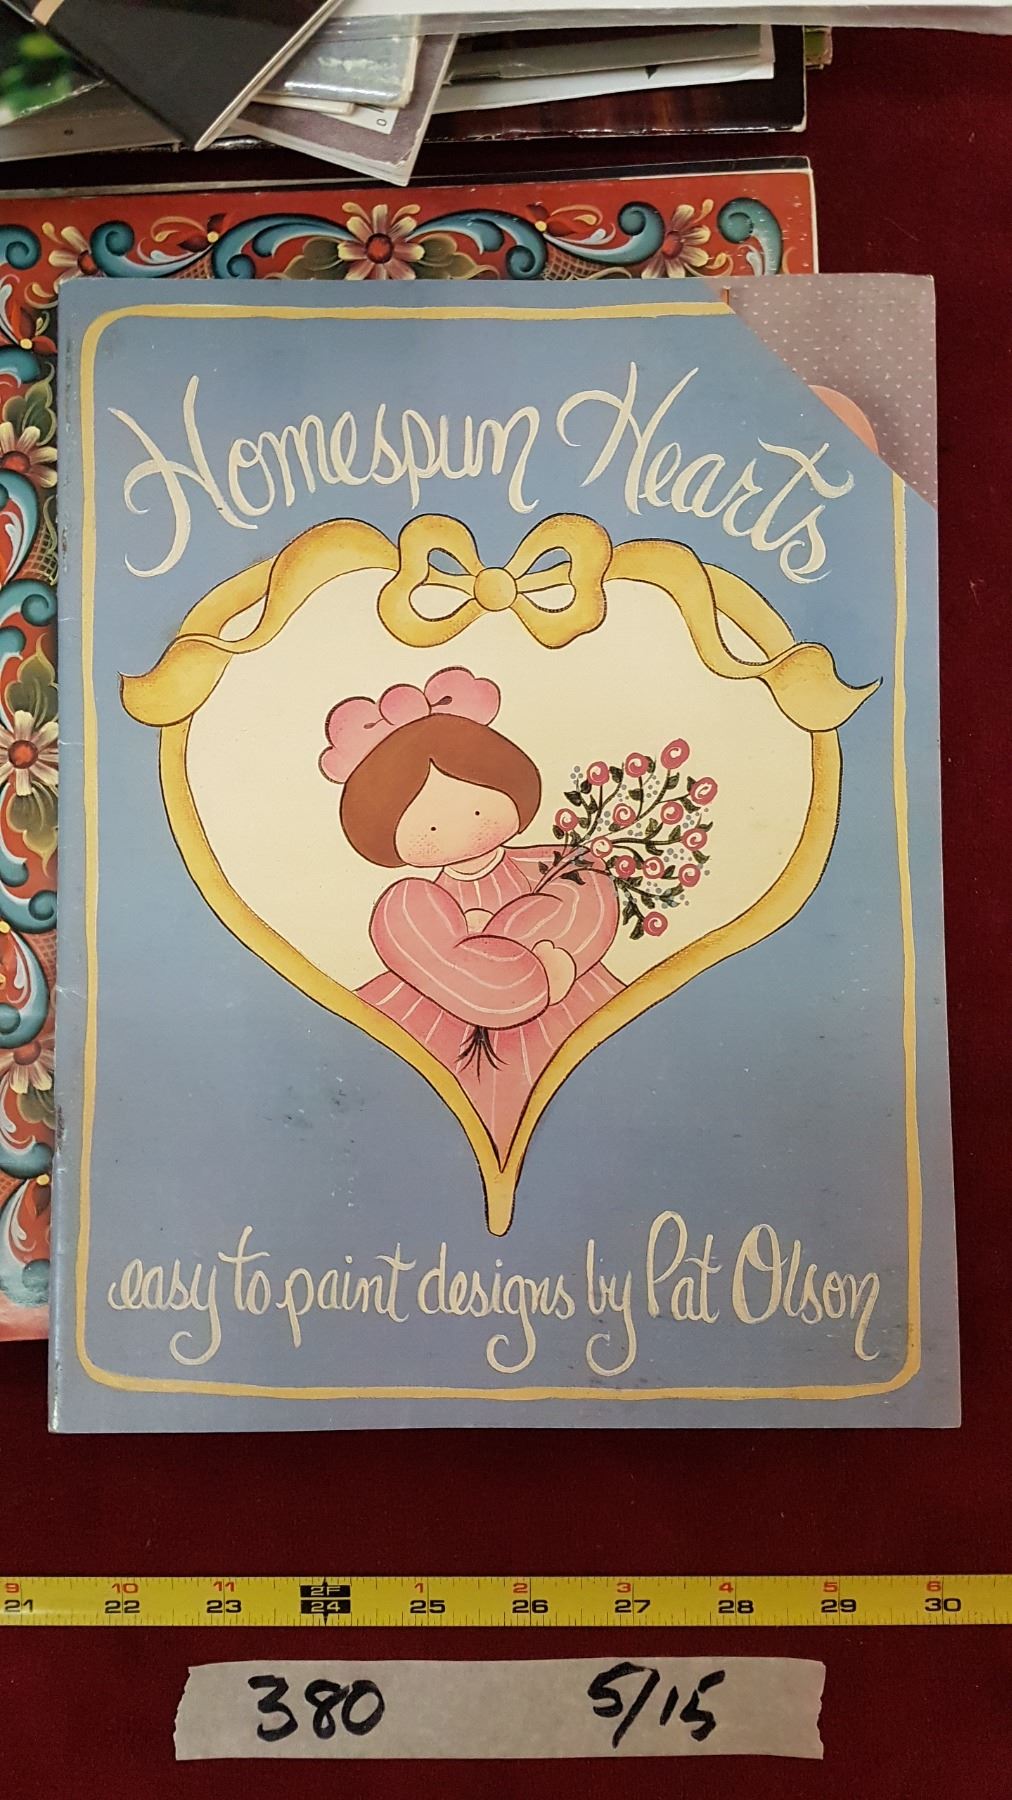 Homespun Hearts
easy to paint designs by Pat Olson
9 10 11 2F 1 2 3 4 5 6
21 22 23 24 25 26 27 28 29 30
380 5/15